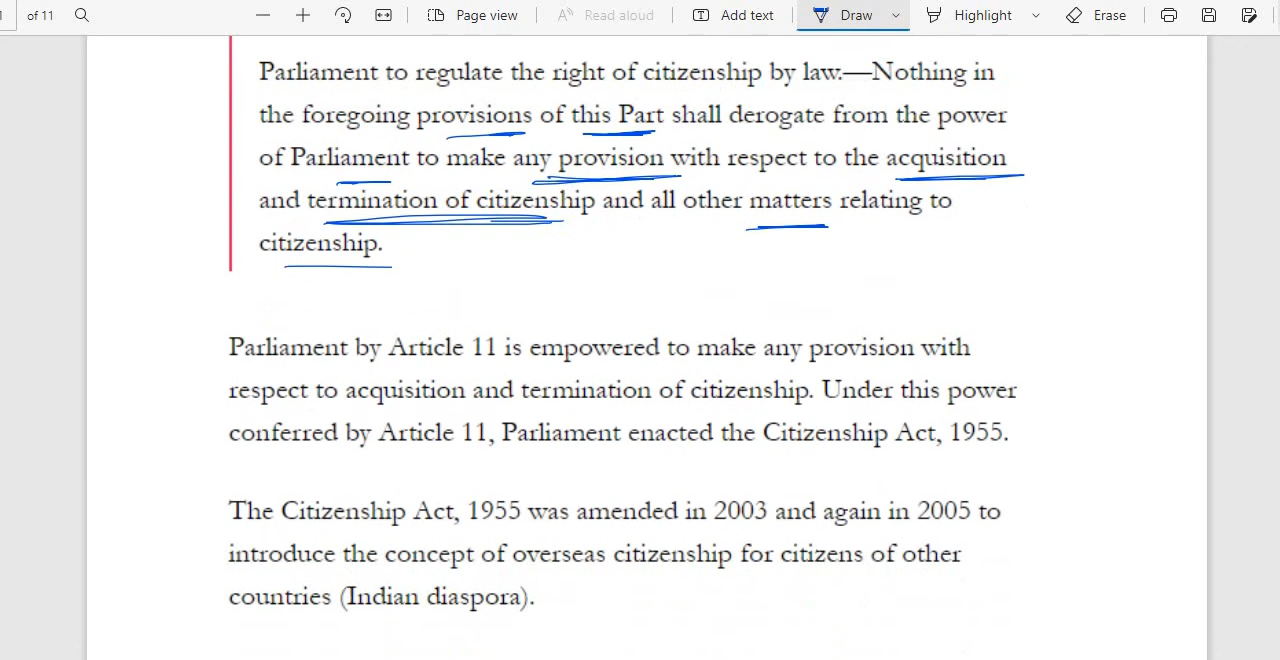 of 11 Page view Read aloud Add text Draw Highlight Erase
Parliament to regulate the right of citizenship by law.—Nothing in
the foregoing provisions of this Part shall derogate from the power
of Parliament to make any provision with respect to the acquisition
and termination of citizenship and all other matters relating to
citizenship.
Parliament by Article 11 is empowered to make any provision with
respect to acquisition and termination of citizenship. Under this power
conferred by Article 11, Parliament enacted the Citizenship Act, 1955.
The Citizenship Act, 1955 was amended in 2003 and again in 2005 to
introduce the concept of overseas citizenship for citizens of other
countries (Indian diaspora).